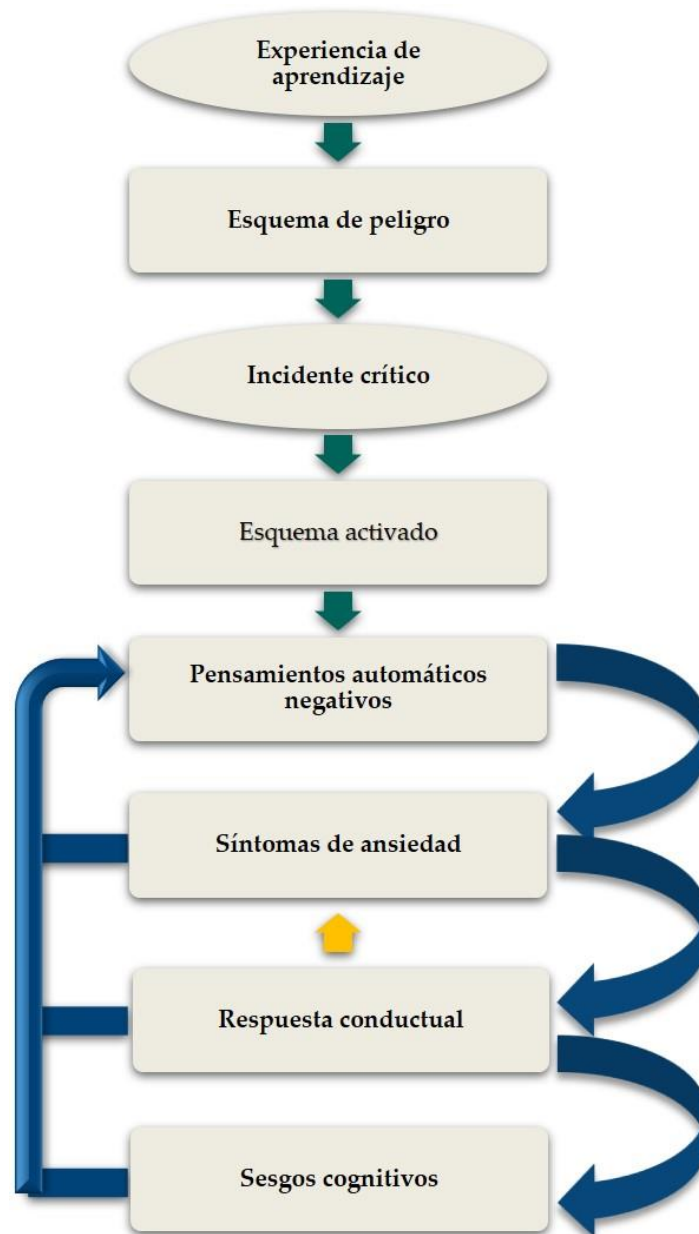 Experiencia de
aprendizaje
Esquema de peligro
Incidente crítico
Esquema activado
Pensamientos automáticos
negativos
Síntomas de ansiedad
Respuesta conductual
Sesgos cognitivos